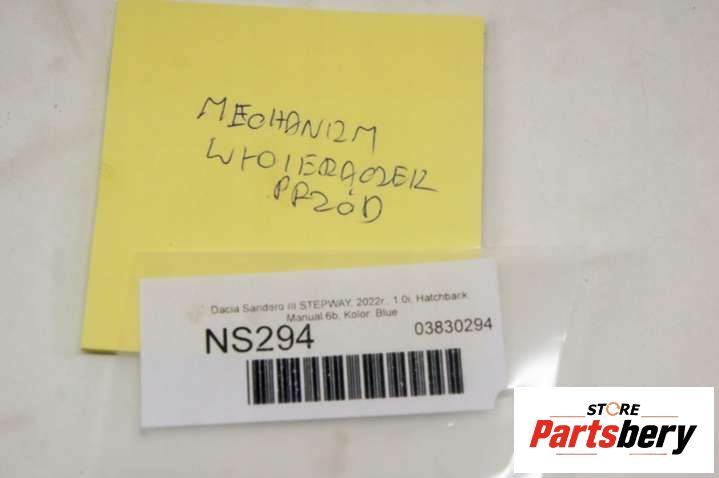 MECHANIZM
WYCIERACZEK
PRZÓD
Dacia Sandero III STEPWAY, 2022r., 1.0i, Hatchback
Manual 6b, Kolor: Blue
NS294
03830294
STORE
Partsbery